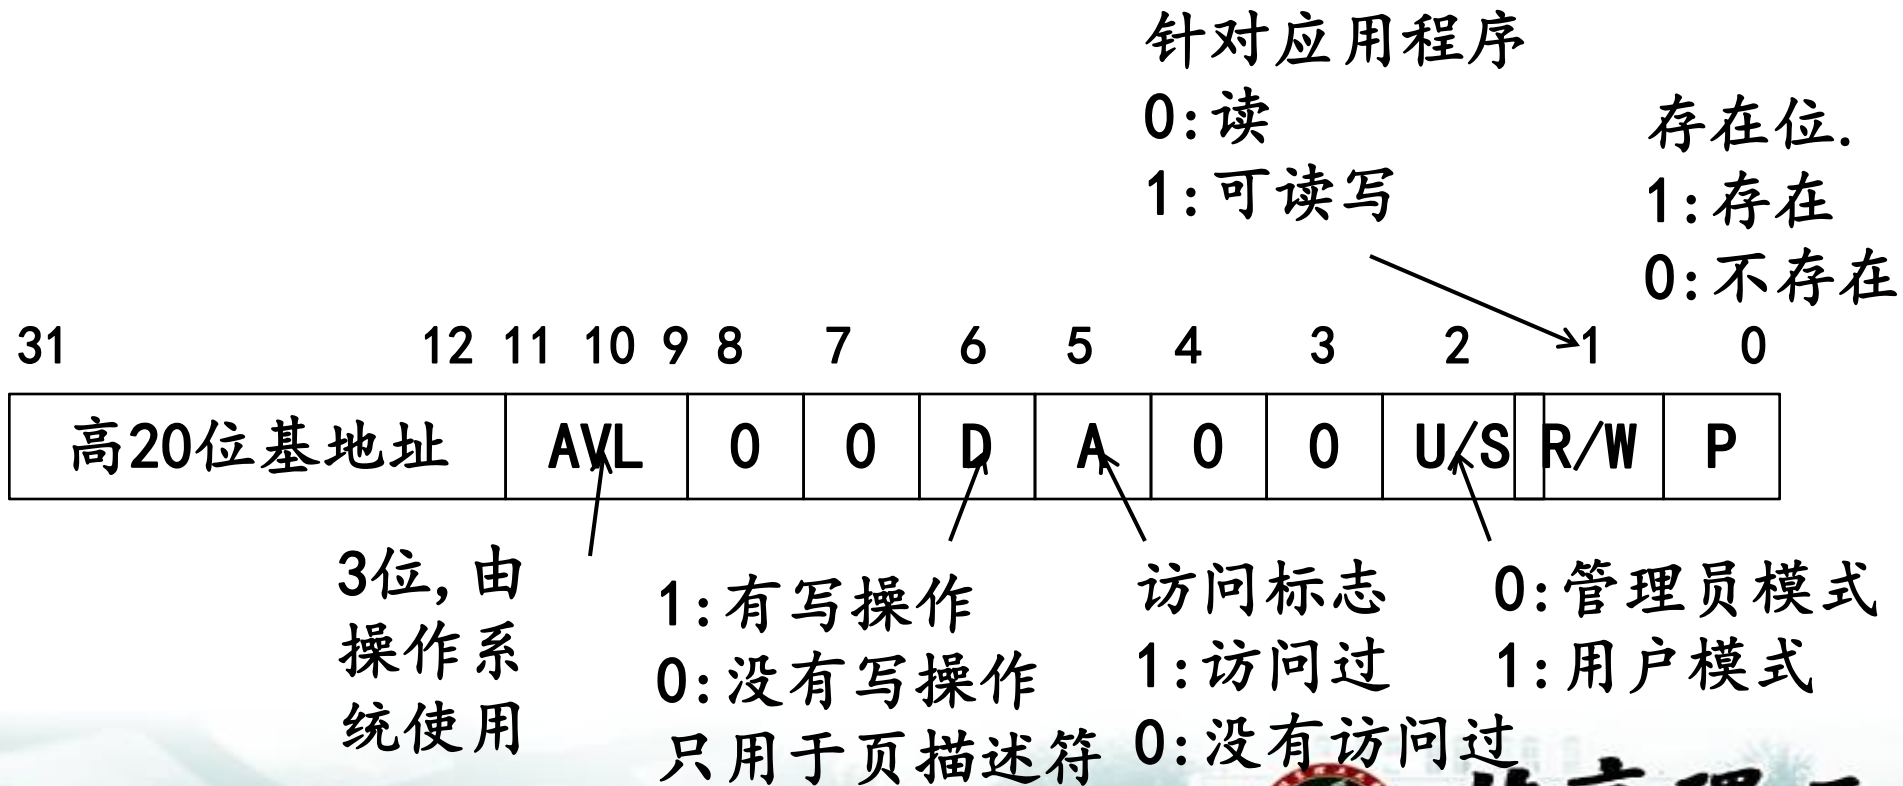 针对应用程序
0:读
1:可读写
存在位.
1:存在
0:不存在
31 12 11 10 9 8 7 6 5 4 3 2 1 0
高20位基地址 AVL 0 0 D A 0 0 U/S R/W P
3位,由
操作系
统使用
1:有写操作
0:没有写操作
只用于页描述符
访问标志
1:访问过
0:没有访问过
0:管理员模式
1:用户模式